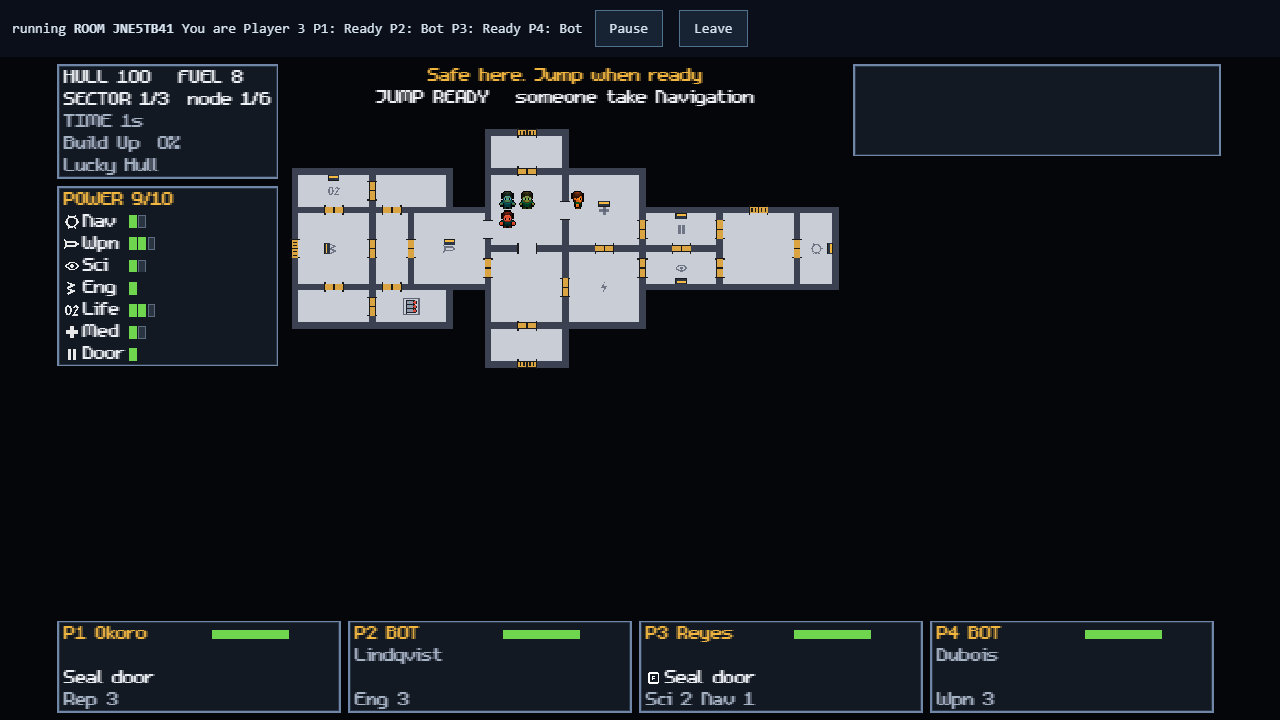 running ROOM JNE5TB41 You are Player 3 P1: Ready P2: Bot P3: Ready P4: Bot Pause Leave
HULL 100 FUEL 8
SECTOR 1/3 node 1/6
TIME 1s
Build Up 0%
Lucky Hull
Safe here. Jump when ready
JUMP READY someone take Navigation
POWER 9/10
Nav
Wpn
Sci
Eng
O2 Life
Med
Door
O2
P1 Okoro
Seal door
Rep 3
P2 BOT
Lindqvist
Eng 3
P3 Reyes
E Seal door
Sci 2 Nav 1
P4 BOT
Dubois
Wpn 3